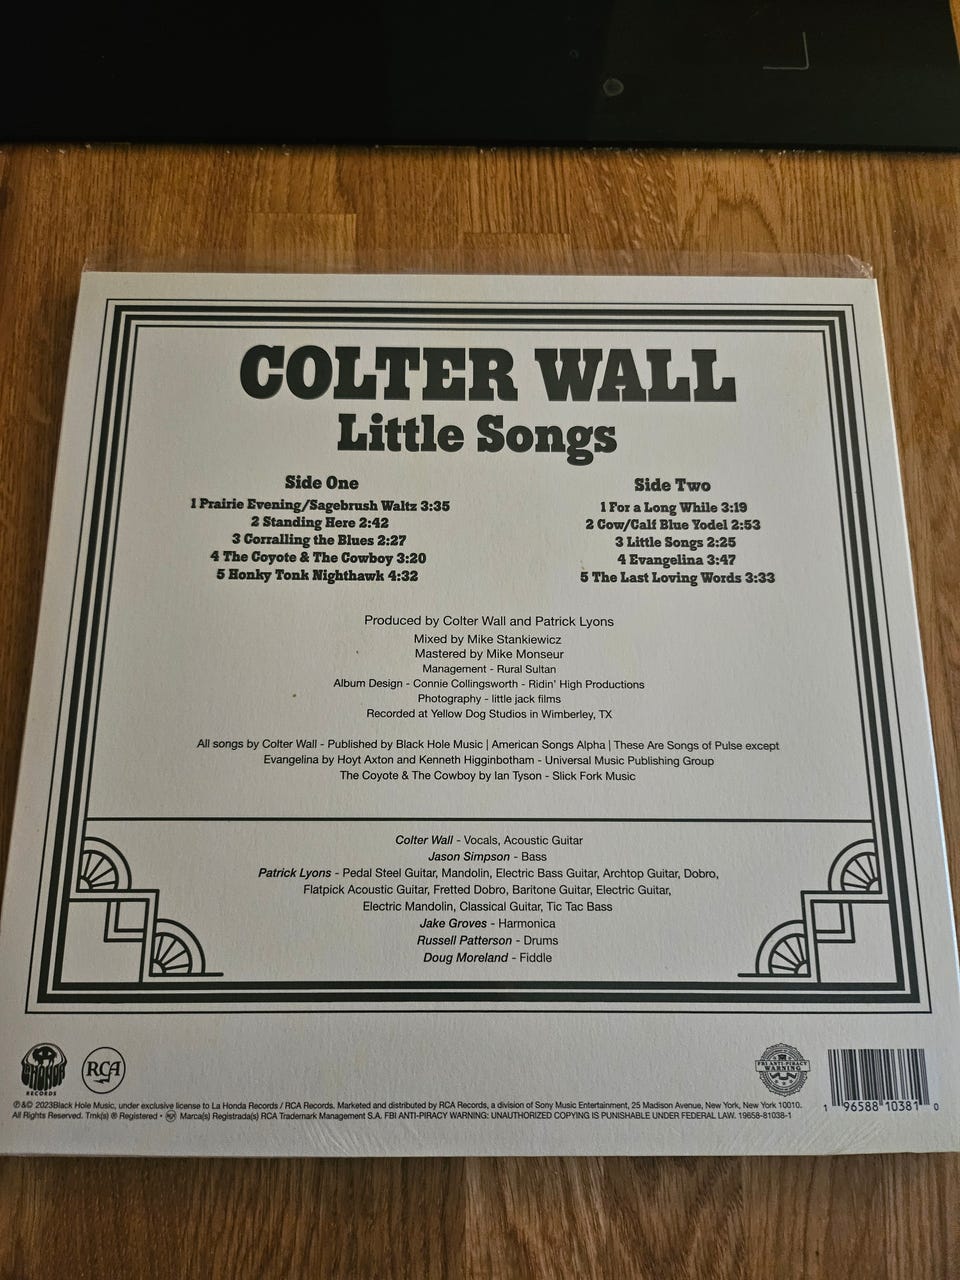 COLTER WALL
Little Songs
Side One
1 Prairie Evening/Sagebrush Waltz 3:35
2 Standing Here 2:42
3 Corralling the Blues 2:27
4 The Coyote & The Cowboy 3:20
5 Honky Tonk Nighthawk 4:32
Side Two
1 For a Long While 3:19
2 Cow/Calf Blue Yodel 2:53
3 Little Songs 2:25
4 Evangelina 3:47
5 The Last Loving Words 3:33
Produced by Colter Wall and Patrick Lyons
Mixed by Mike Stankiewicz
Mastered by Mike Monseur
Management - Rural Sultan
Album Design - Connie Collingsworth - Ridin' High Productions
Photography - little jack films
Recorded at Yellow Dog Studios in Wimberley, TX
All songs by Colter Wall - Published by Black Hole Music | American Songs Alpha | These Are Songs of Pulse except
Evangelina by Hoyt Axton and Kenneth Higginbotham - Universal Music Publishing Group
The Coyote & The Cowboy by Ian Tyson - Slick Fork Music
Colter Wall - Vocals, Acoustic Guitar
Jason Simpson - Bass
Patrick Lyons - Pedal Steel Guitar, Mandolin, Electric Bass Guitar, Archtop Guitar, Dobro,
Flatpick Acoustic Guitar, Fretted Dobro, Baritone Guitar, Electric Guitar,
Electric Mandolin, Classical Guitar, Tic Tac Bass
Jake Groves - Harmonica
Russell Patterson - Drums
Doug Moreland - Fiddle
LAHONDA
RECORDS
RCA
FBI ANTI-PIRACY
WARNING
1 96588 10381 0
℗&© 2023Black Hole Music, under exclusive license to La Honda Records / RCA Records. Marketed and distributed by RCA Records, a division of Sony Music Entertainment, 25 Madison Avenue, New York, New York 10010.
All Rights Reserved. Tmk(s) ® Registered • Marca(s) Registrada(s) RCA Trademark Management S.A. FBI ANTI-PIRACY WARNING: UNAUTHORIZED COPYING IS PUNISHABLE UNDER FEDERAL LAW. 19658-81038-1